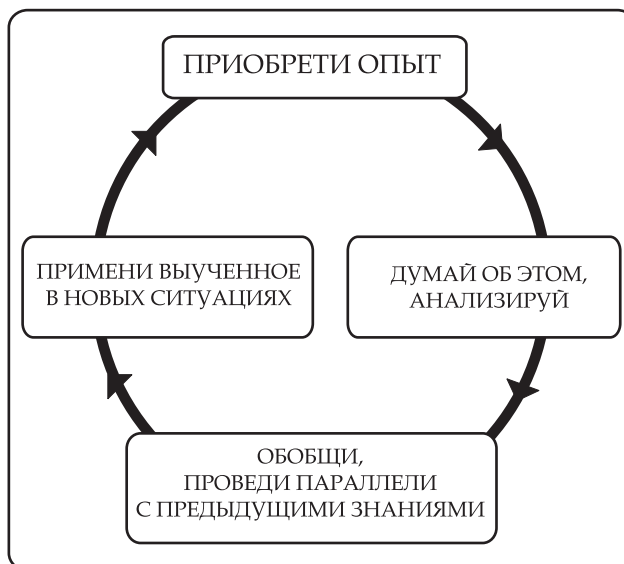 ПРИОБРЕТИ ОПЫТ
ДУМАЙ ОБ ЭТОМ,
АНАЛИЗИРУЙ
ОБОБЩИ,
ПРОВЕДИ ПАРАЛЛЕЛИ
С ПРЕДЫДУЩИМИ ЗНАНИЯМИ
ПРИМЕНИ ВЫУЧЕННОЕ
В НОВЫХ СИТУАЦИЯХ